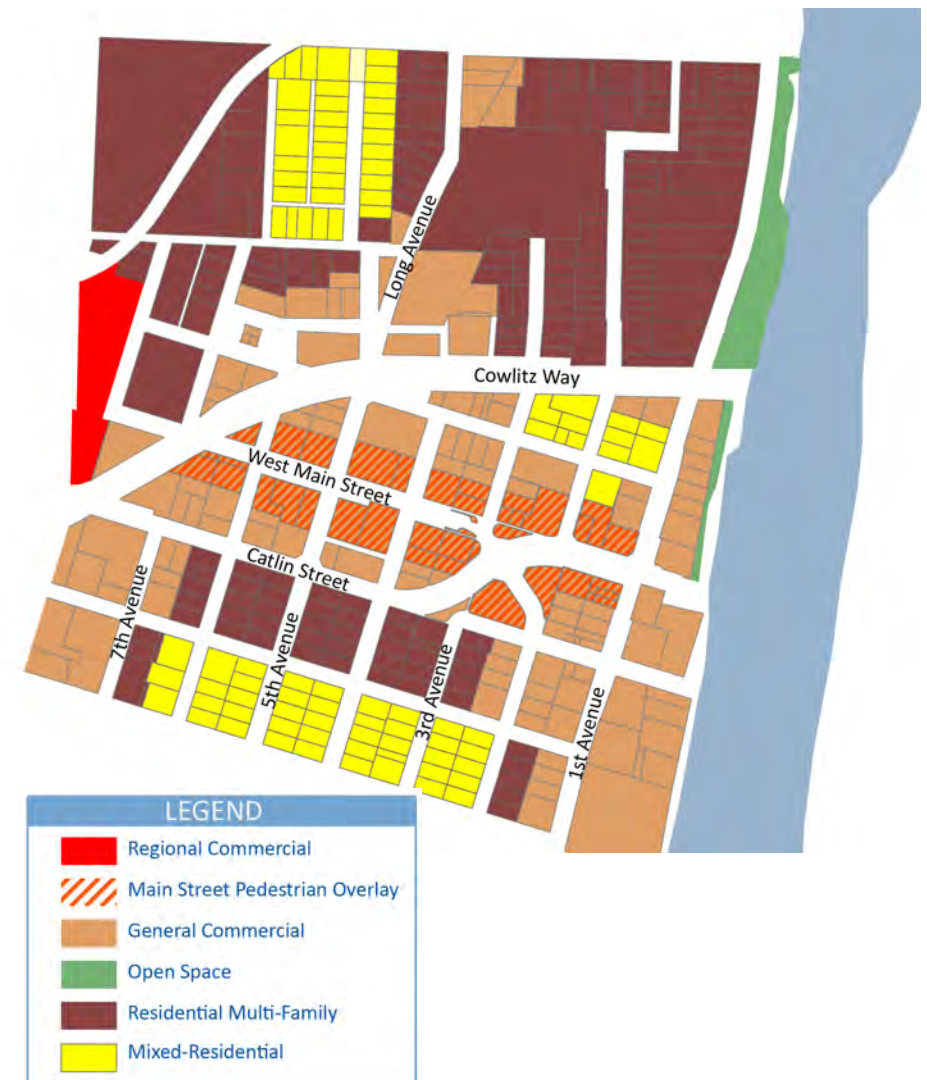 Long Avenue
Cowlitz Way
West Main Street
Catlin Street
7th Avenue
5th Avenue
3rd Avenue
1st Avenue
LEGEND
Regional Commercial
Main Street Pedestrian Overlay
General Commercial
Open Space
Residential Multi-Family
Mixed-Residential